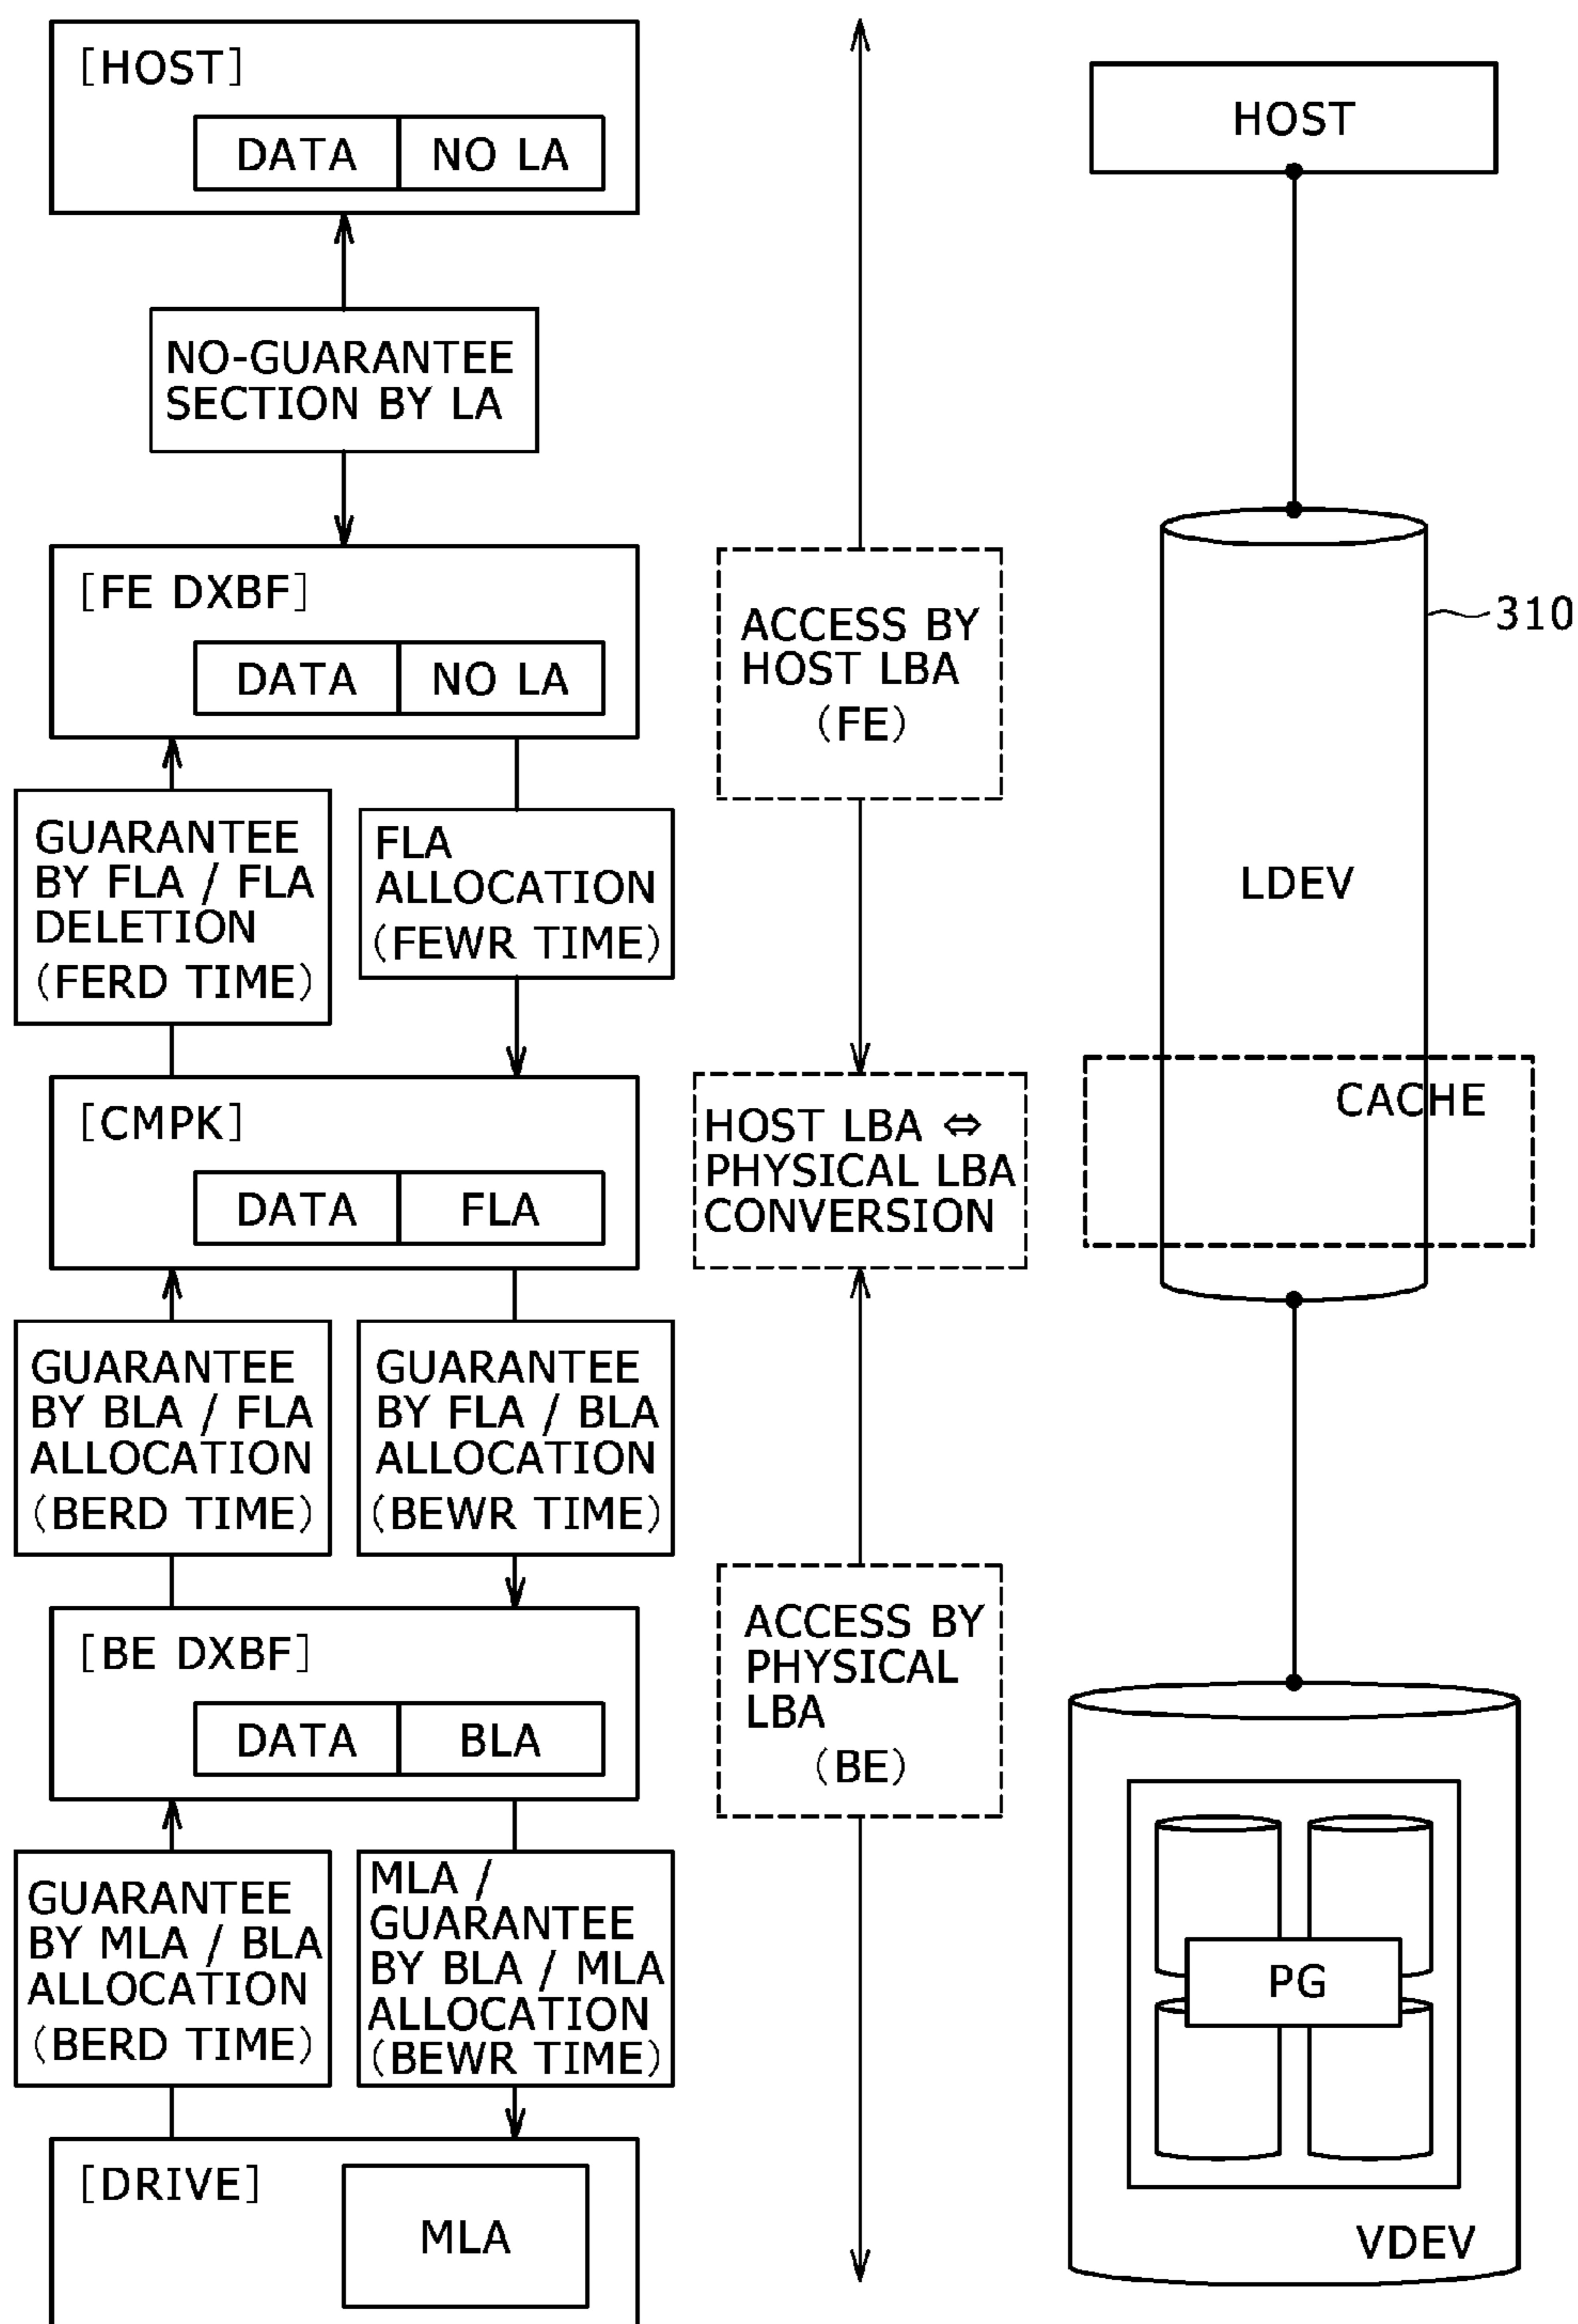 [HOST]
DATA
NO LA
NO-GUARANTEE
SECTION BY LA
[FE DXBF]
DATA
NO LA
GUARANTEE
BY FLA / FLA
DELETION
(FERD TIME)
FLA
ALLOCATION
(FEWR TIME)
[CMPK]
DATA
FLA
GUARANTEE
BY BLA / FLA
ALLOCATION
(BERD TIME)
GUARANTEE
BY FLA / BLA
ALLOCATION
(BEWR TIME)
[BE DXBF]
DATA
BLA
GUARANTEE
BY MLA / BLA
ALLOCATION
(BERD TIME)
MLA /
GUARANTEE
BY BLA / MLA
ALLOCATION
(BEWR TIME)
[DRIVE]
MLA
ACCESS BY
HOST LBA
(FE)
HOST LBA ⇔
PHYSICAL LBA
CONVERSION
ACCESS BY
PHYSICAL
LBA
(BE)
HOST
310
LDEV
CACHE
PG
VDEV